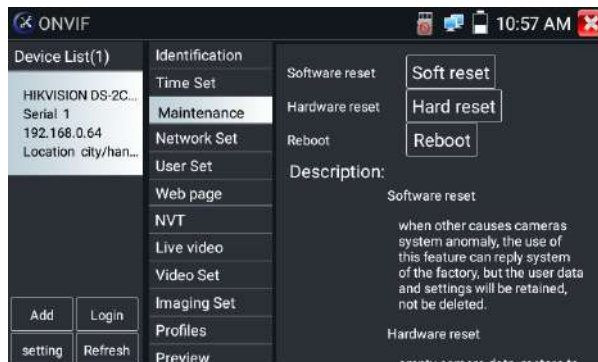 ONVIF
10:57 AM
Device List(1)
HIKVISION DS-2C...
Serial 1
192.168.0.64
Location city/han...
Add
Login
setting
Refresh
Identification
Time Set
Maintenance
Network Set
User Set
Web page
NVT
Live video
Video Set
Imaging Set
Profiles
Preview
Software reset
Soft reset
Hardware reset
Hard reset
Reboot
Reboot
Description:
Software reset
when other causes cameras
system anomaly, the use of
this feature can reply system
of the factory, but the user data
and settings will be retained,
not be deleted.
Hardware reset